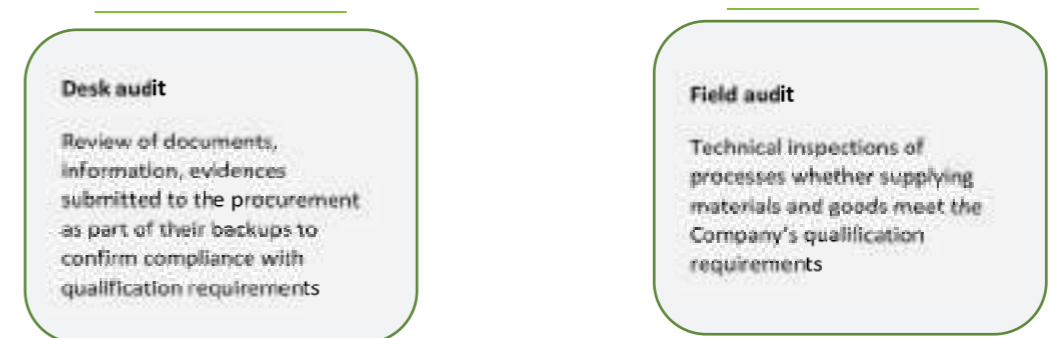 Desk audit
Review of documents,
information, evidences
submitted to the procurement
as part of their backups to
confirm compliance with
qualification requirements
Field audit
Technical inspections of
processes whether supplying
materials and goods meet the
Company's qualification
requirements